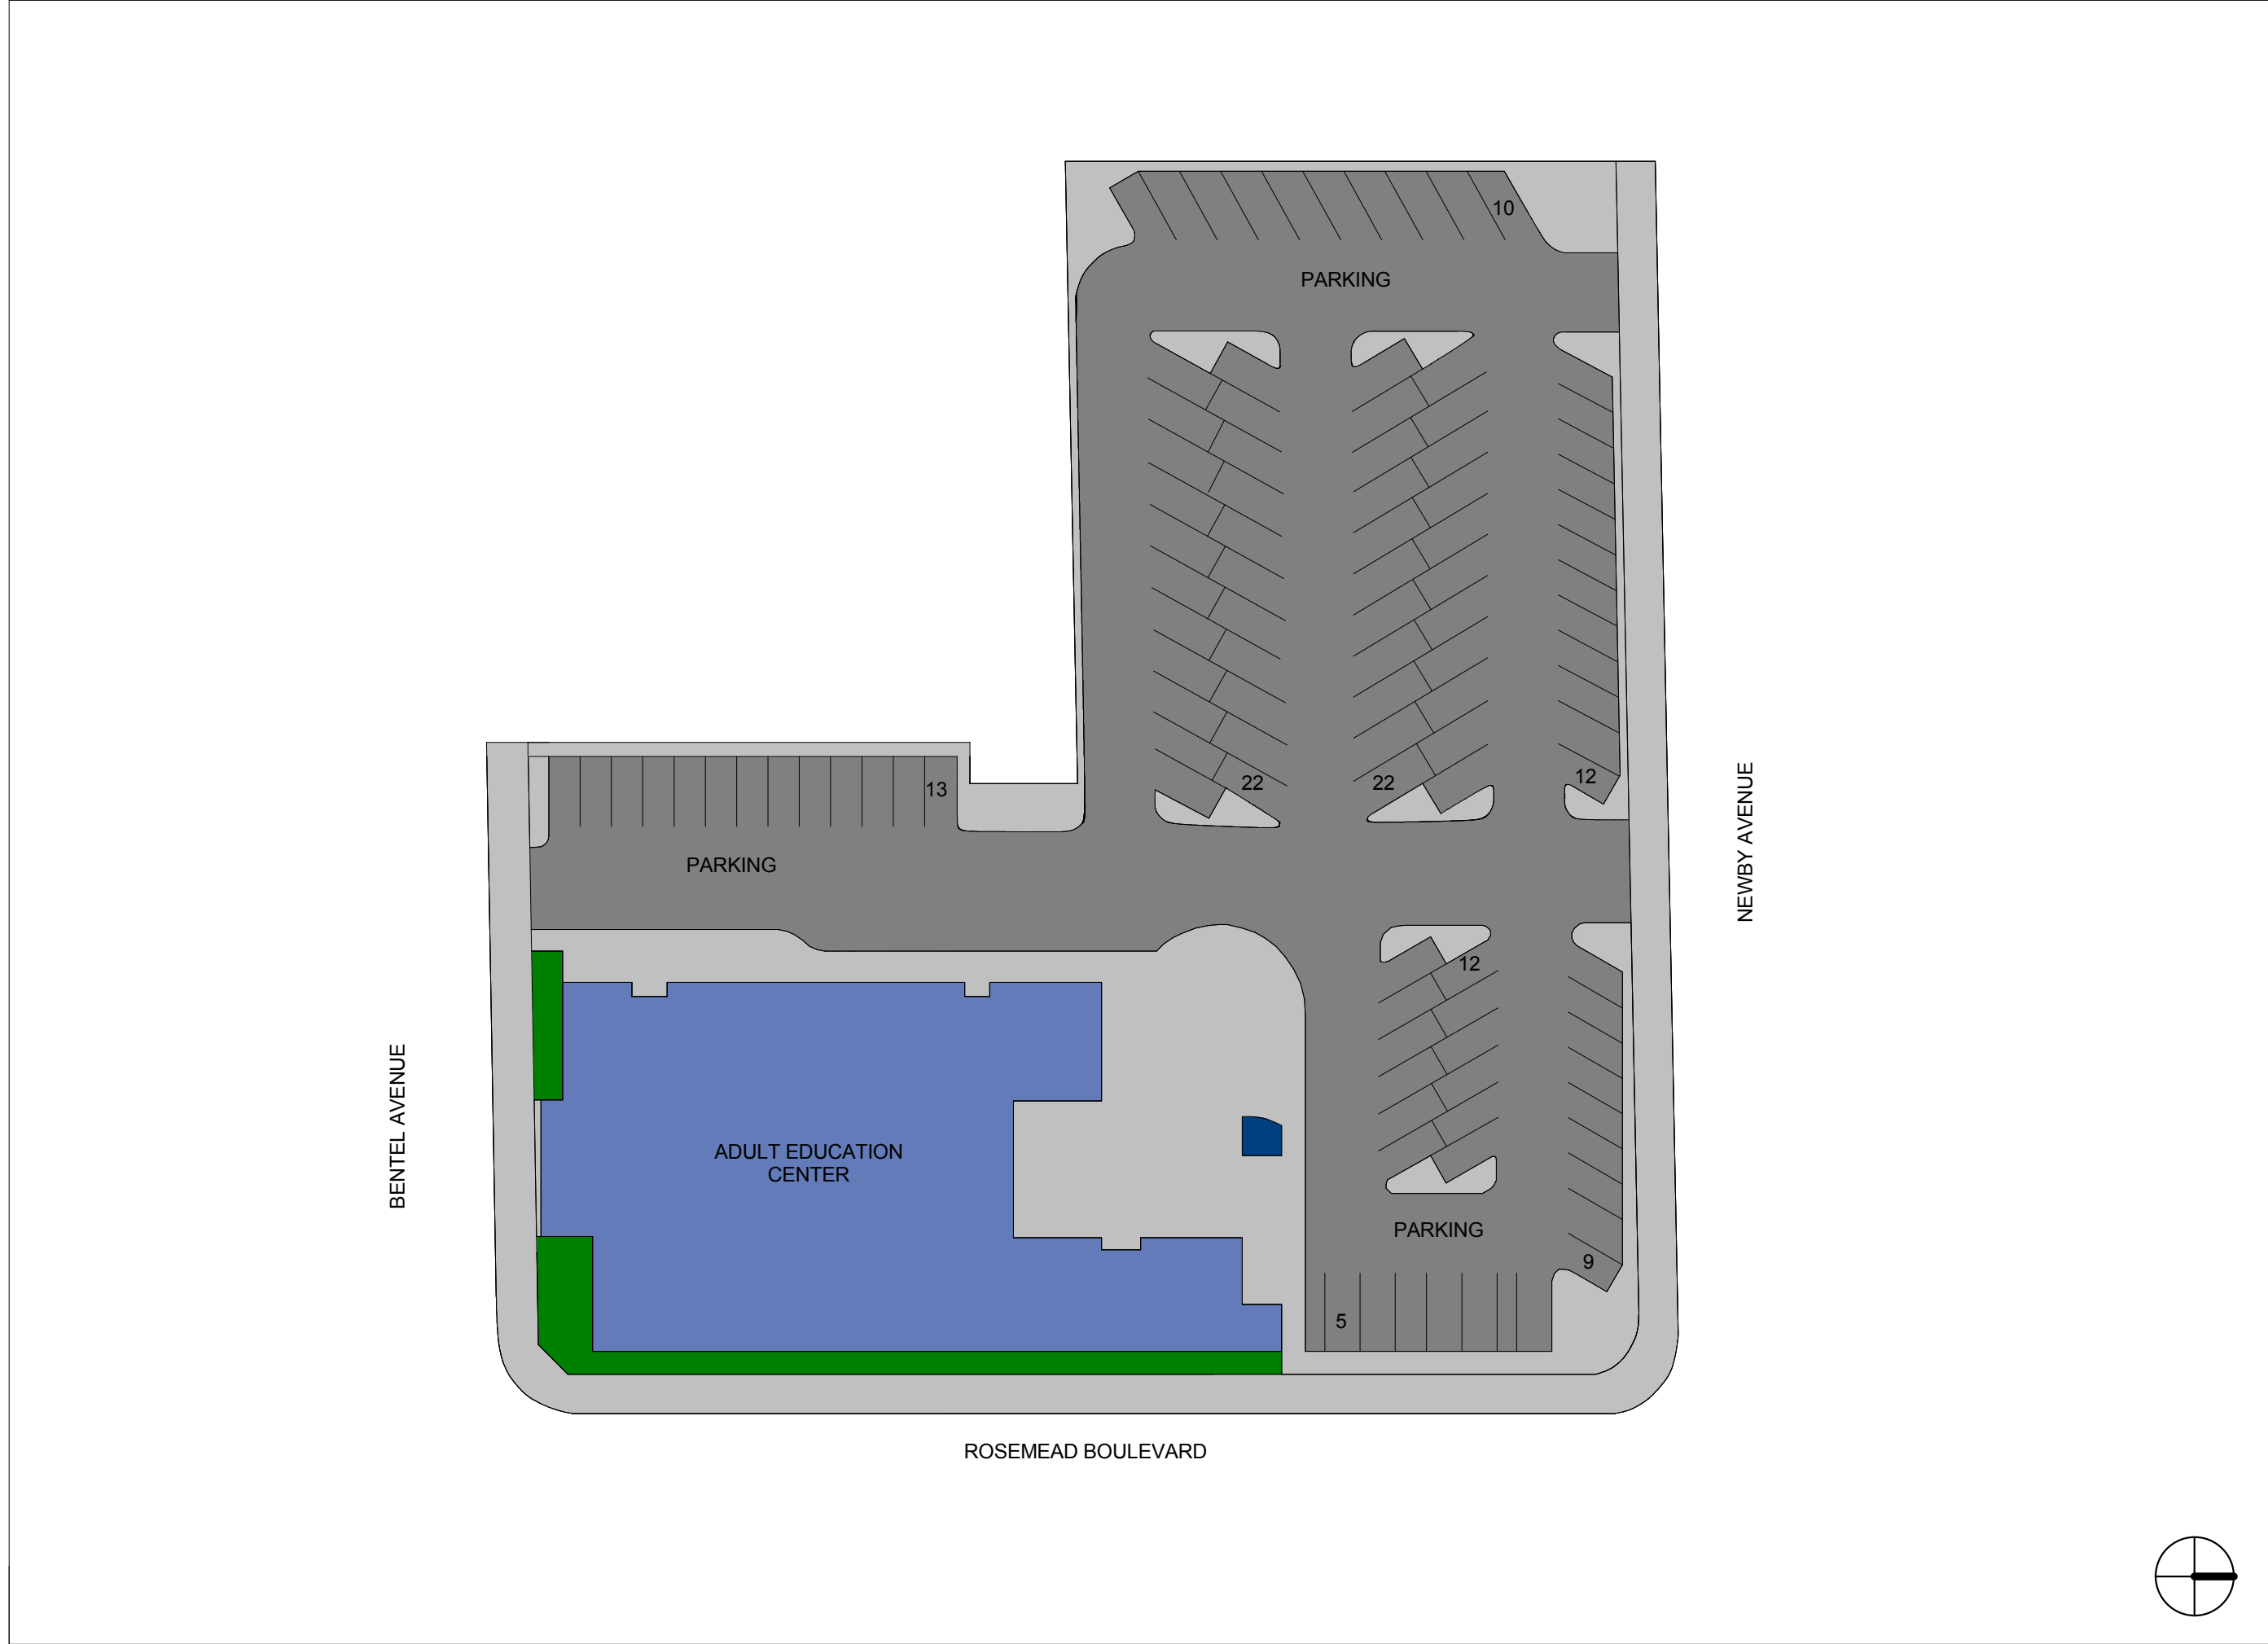 10
PARKING
22
22
12
13
NEWBY AVENUE
PARKING
12
BENTEL AVENUE
ADULT EDUCATION
CENTER
PARKING
9
5
ROSEMEAD BOULEVARD